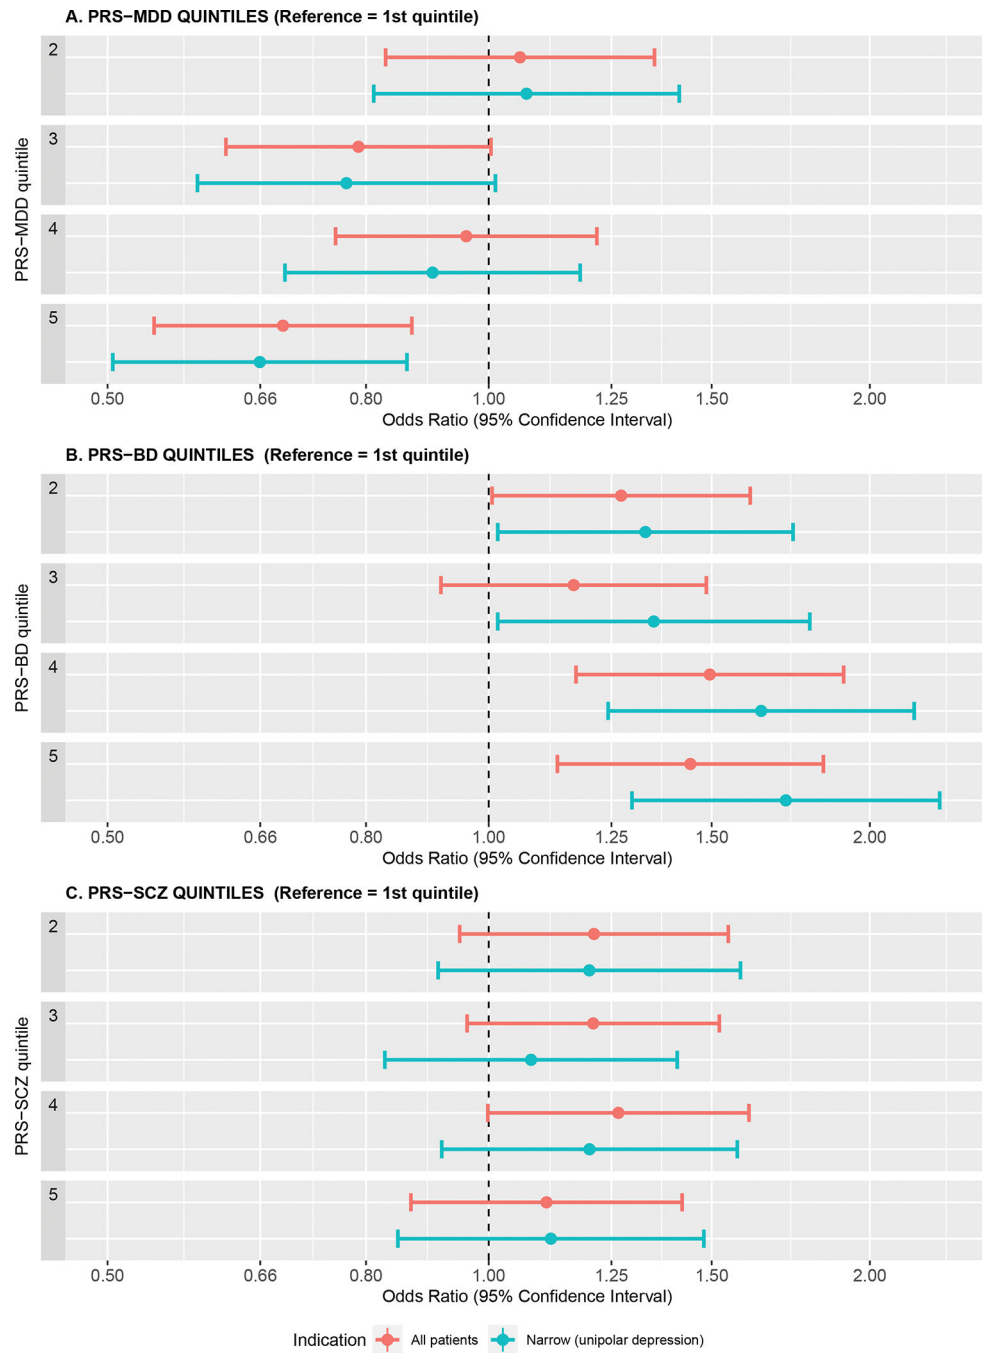 A. PRS−MDD QUINTILES (Reference = 1st quintile)
PRS−MDD quintile
2
3
4
5
0.50 0.66 0.80 1.00 1.25 1.50 2.00
Odds Ratio (95% Confidence Interval)
B. PRS−BD QUINTILES (Reference = 1st quintile)
PRS−BD quintile
2
3
4
5
0.50 0.66 0.80 1.00 1.25 1.50 2.00
Odds Ratio (95% Confidence Interval)
C. PRS−SCZ QUINTILES (Reference = 1st quintile)
PRS−SCZ quintile
2
3
4
5
0.50 0.66 0.80 1.00 1.25 1.50 2.00
Odds Ratio (95% Confidence Interval)
Indication All patients Narrow (unipolar depression)